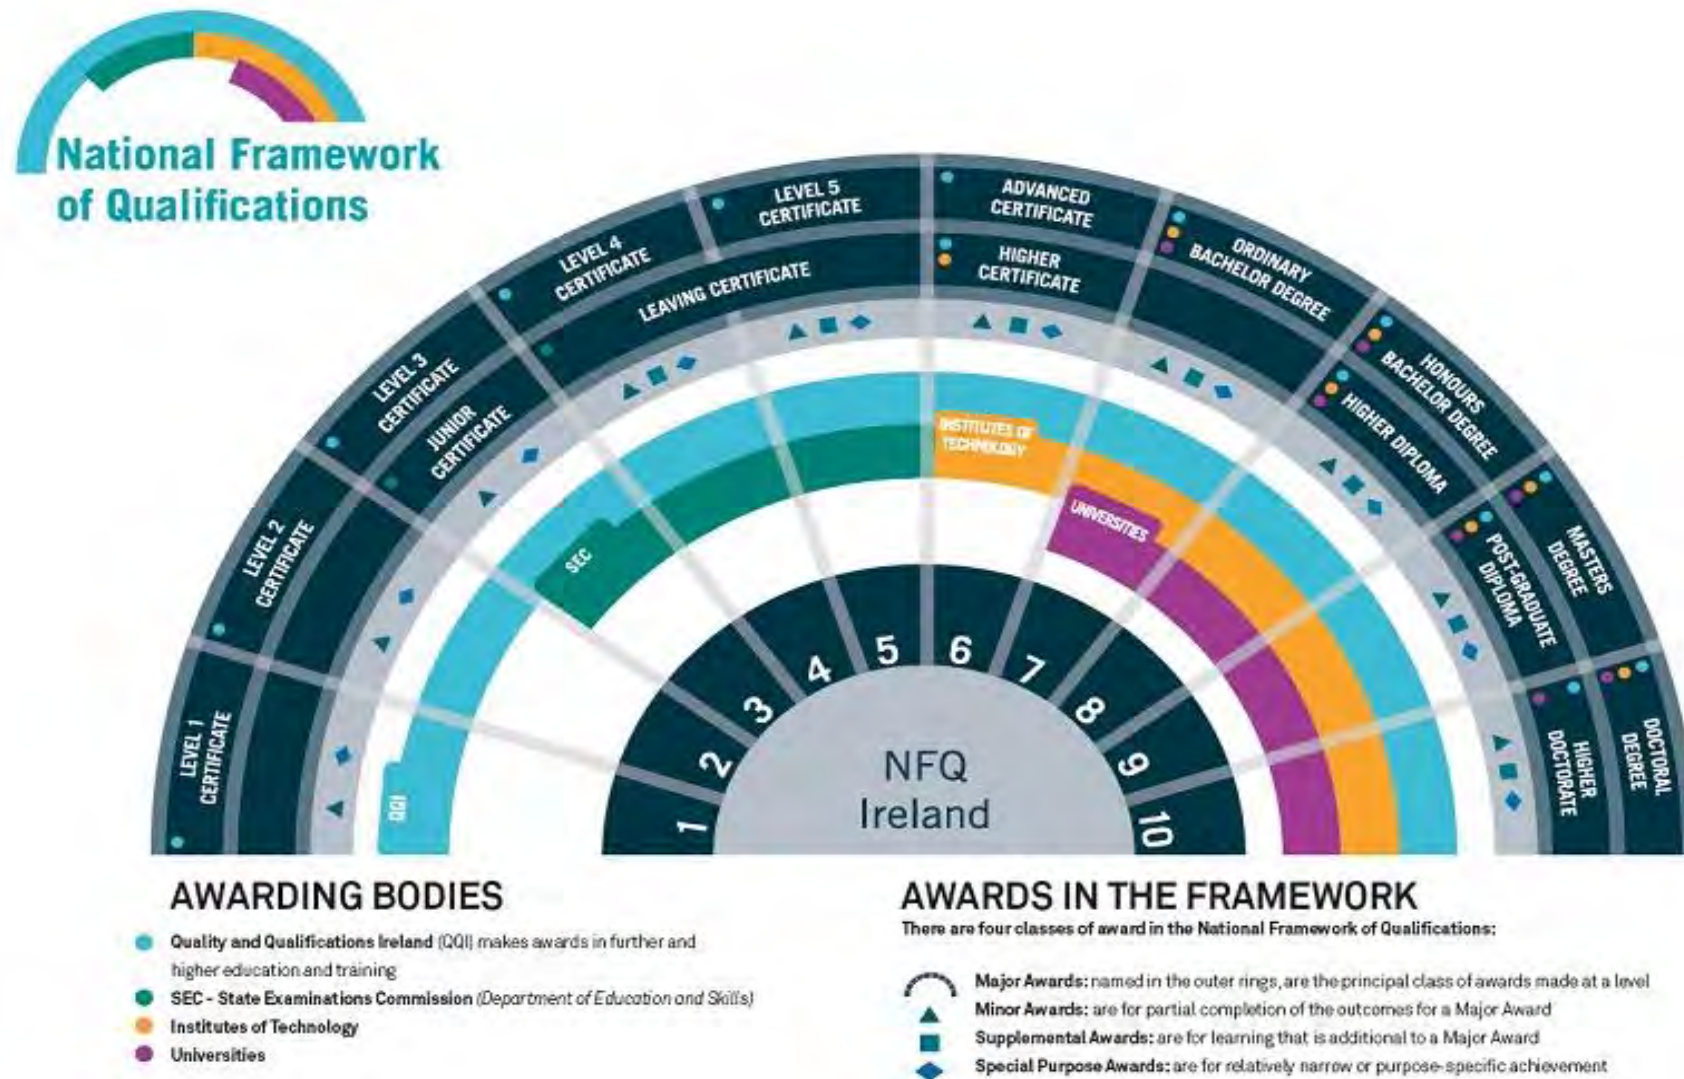 National Framework
of Qualifications
LEVEL 1
CERTIFICATE
LEVEL 2
CERTIFICATE
LEVEL 3
CERTIFICATE
JUNIOR
CERTIFICATE
LEVEL 4
CERTIFICATE
LEVEL 5
CERTIFICATE
LEAVING CERTIFICATE
ADVANCED
CERTIFICATE
HIGHER
CERTIFICATE
ORDINARY
BACHELOR DEGREE
HONOURS
BACHELOR DEGREE
HIGHER DIPLOMA
MASTERS
DEGREE
POST-GRADUATE
DIPLOMA
DOCTORAL
DEGREE
HIGHER
DOCTORATE
QQI
SEC
INSTITUTES OF
TECHNOLOGY
UNIVERSITIES
1
2
3
4
5
6
7
8
9
10
NFQ
Ireland
AWARDING BODIES
Quality and Qualifications Ireland (QQI) makes awards in further and
higher education and training
SEC - State Examinations Commission (Department of Education and Skills)
Institutes of Technology
Universities
AWARDS IN THE FRAMEWORK
There are four classes of award in the National Framework of Qualifications:
Major Awards: named in the outer rings, are the principal class of awards made at a level
Minor Awards: are for partial completion of the outcomes for a Major Award
Supplemental Awards: are for learning that is additional to a Major Award
Special Purpose Awards: are for relatively narrow or purpose-specific achievement